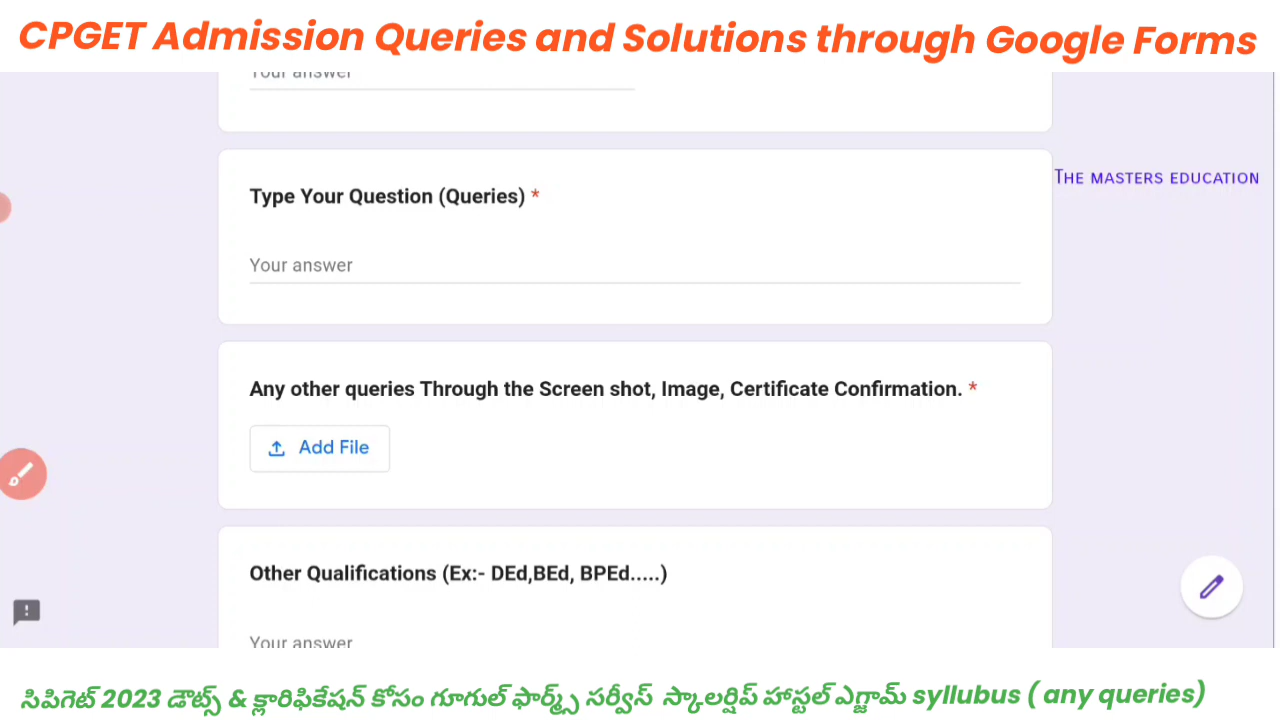 CPGET Admission Queries and Solutions through Google Forms
Your answer
THE MASTERS EDUCATION
Type Your Question (Queries) *
Your answer
Any other queries Through the Screen shot, Image, Certificate Confirmation. *
Add File
Other Qualifications (Ex:- DEd,BEd, BPEd.....)
Your answer
సిపిగెట్ 2023 డౌట్స్ & క్లారిఫికేషన్ కోసం గూగుల్ ఫార్మ్స్ సర్వీస్ స్కాలర్షిప్ హాస్టల్ ఎగ్జామ్ syllubus ( any queries)